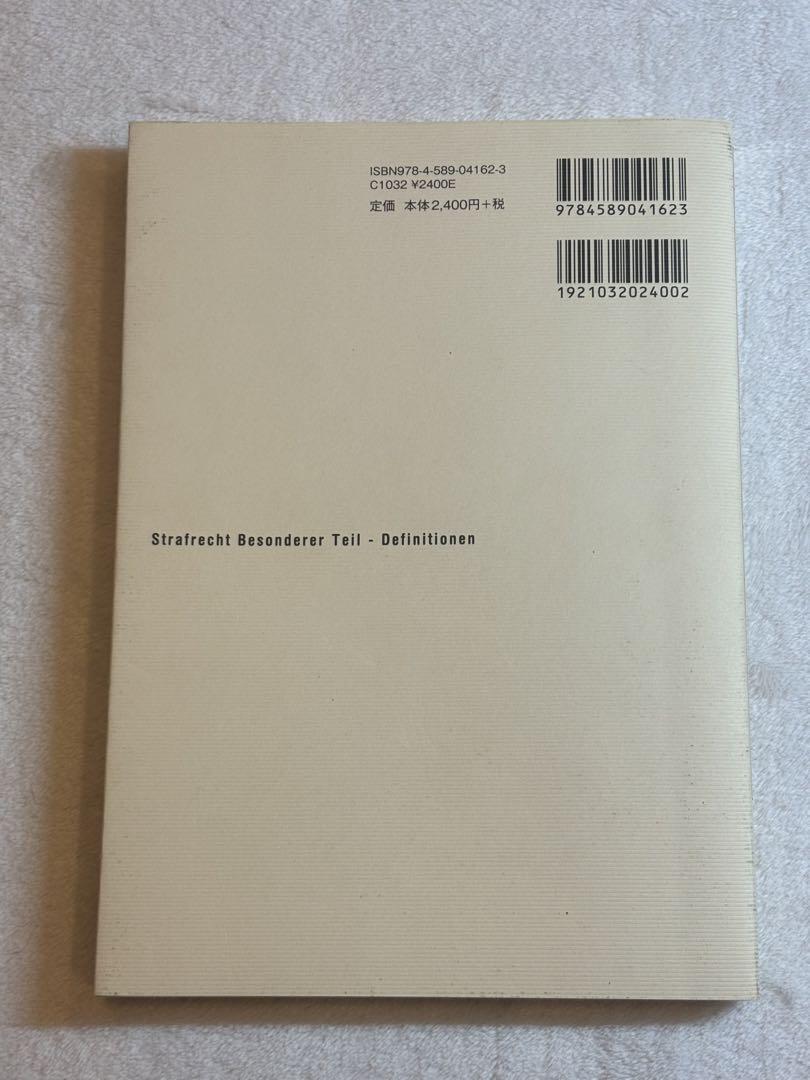 ISBN978-4-589-04162-3
C1032 ¥2400E
定価 本体2,400円+税
9784589041623
1921032024002
Strafrecht Besonderer Teil - Definitionen